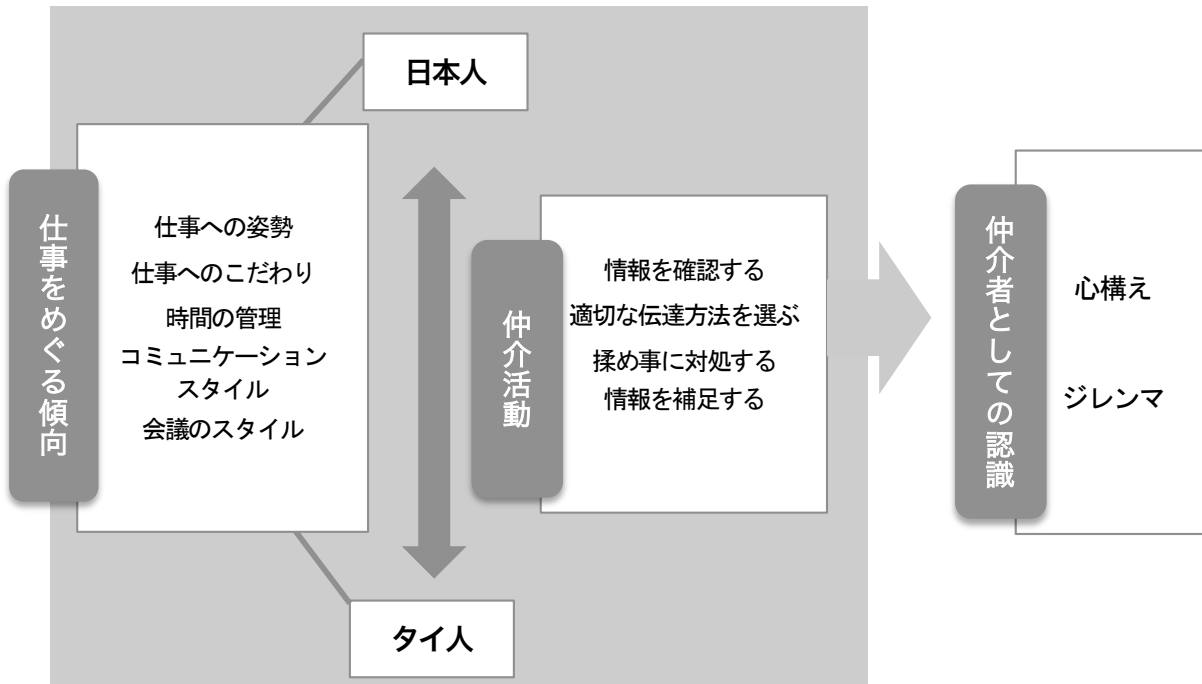 日本人
仕事をめぐる傾向
仕事への姿勢
仕事へのこだわり
時間の管理
コミュニケーション
スタイル
会議のスタイル
仲介活動
情報を確認する
適切な伝達方法を選ぶ
揉め事に対処する
情報を補足する
タイ人
仲介者としての認識
心構え
ジレンマ